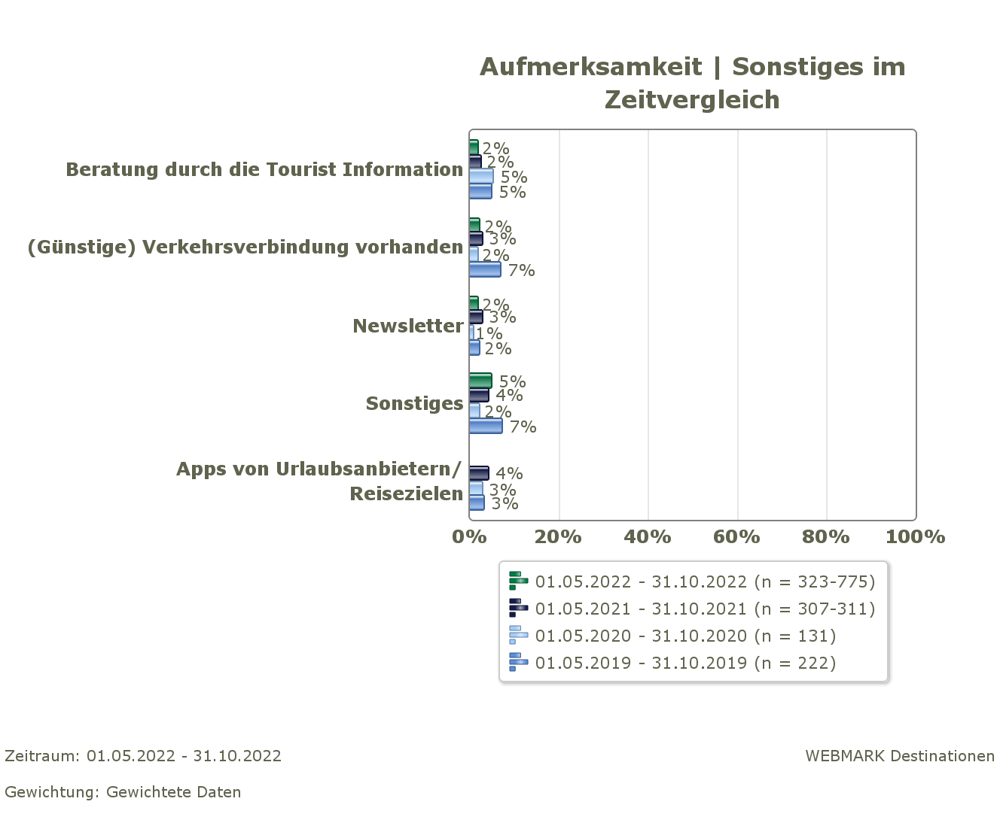 Aufmerksamkeit | Sonstiges im
Zeitvergleich
Beratung durch die Tourist Information
2%
2%
5%
5%
(Günstige) Verkehrsverbindung vorhanden
2%
3%
2%
7%
Newsletter
2%
3%
1%
2%
Sonstiges
5%
4%
2%
7%
Apps von Urlaubsanbietern/
Reisezielen
4%
3%
3%
0% 20% 40% 60% 80% 100%
01.05.2022 - 31.10.2022 (n = 323-775)
01.05.2021 - 31.10.2021 (n = 307-311)
01.05.2020 - 31.10.2020 (n = 131)
01.05.2019 - 31.10.2019 (n = 222)
Zeitraum: 01.05.2022 - 31.10.2022
WEBMARK Destinationen
Gewichtung: Gewichtete Daten